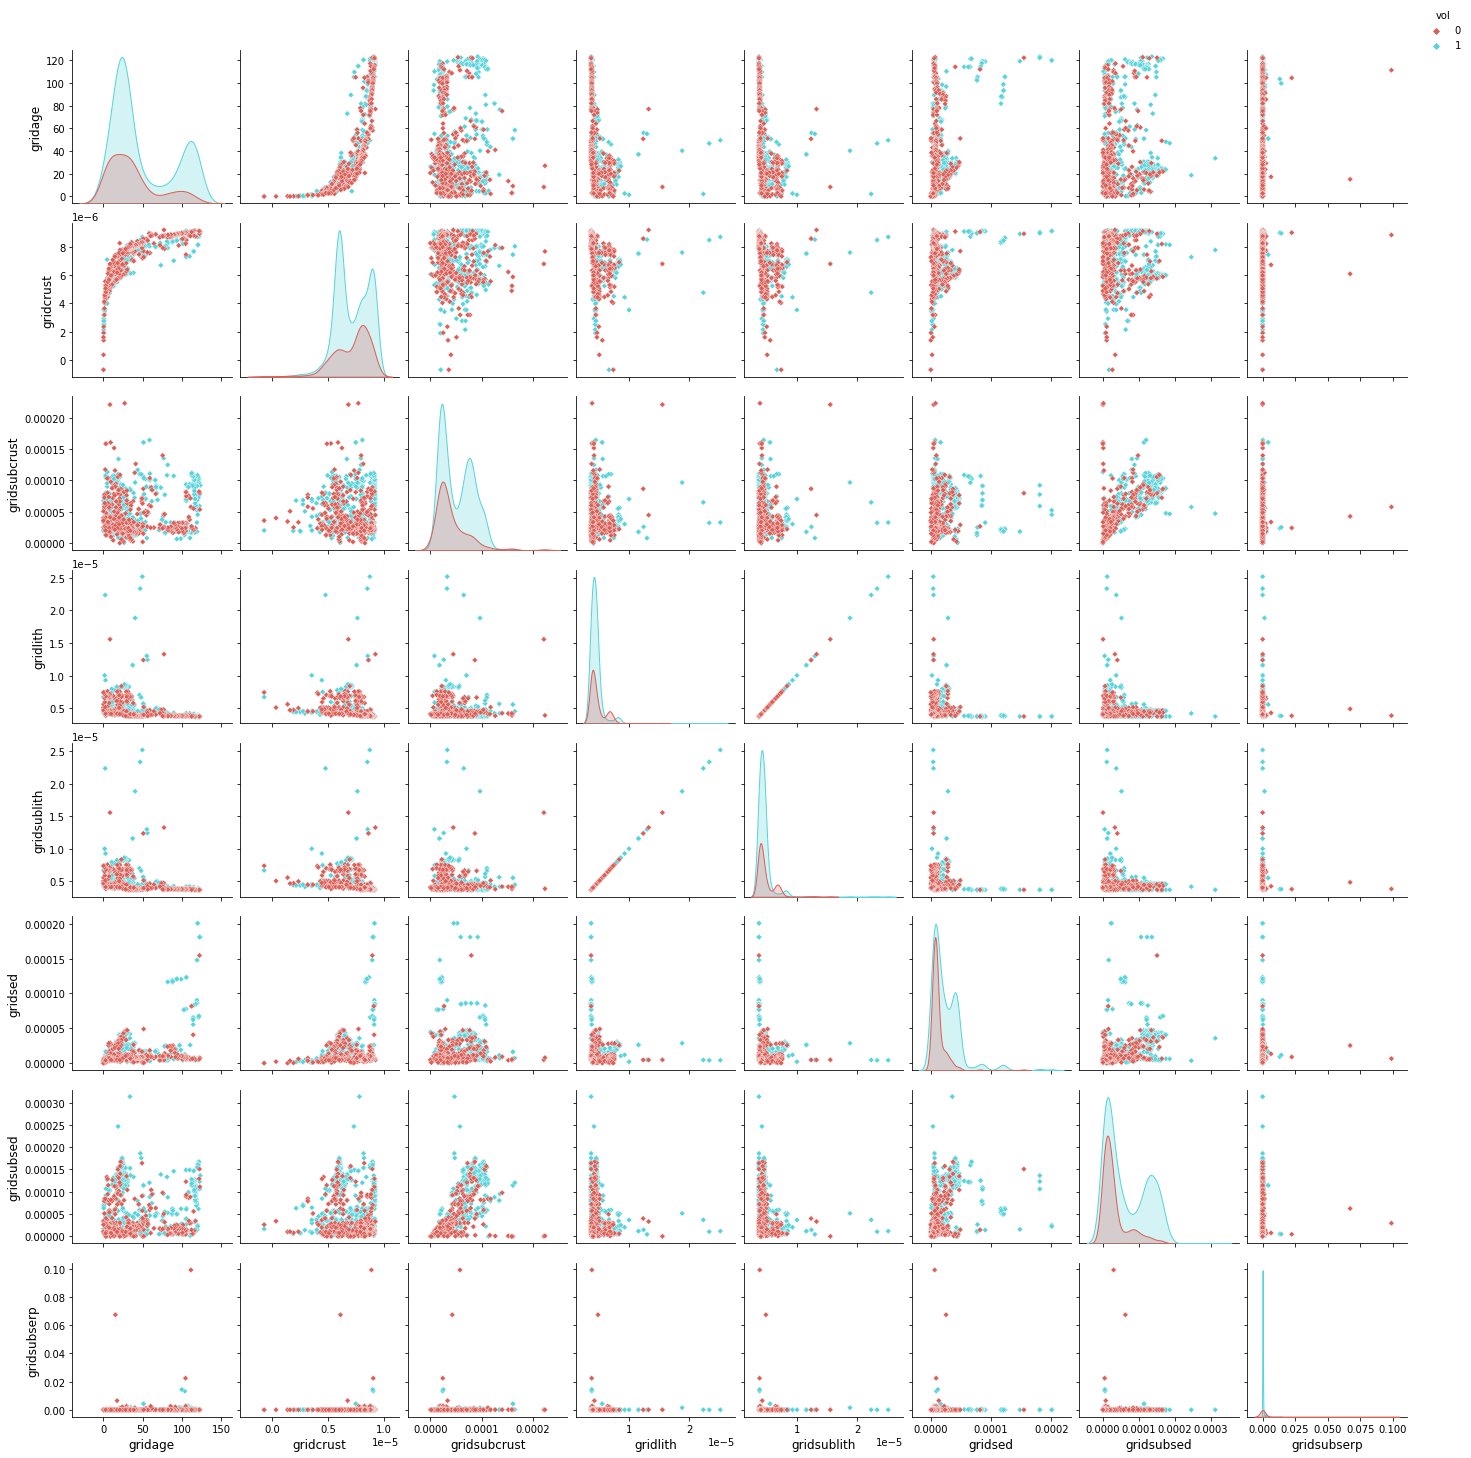 vol
0
1
120
100
80
60
40
20
0
gridage
1e−6
8
6
4
2
0
gridcrust
0.00020
0.00015
0.00010
0.00005
0.00000
gridsubcrust
1e−5
2.5
2.0
1.5
1.0
0.5
gridlith
1e−5
2.5
2.0
1.5
1.0
0.5
gridsublith
0.00020
0.00015
0.00010
0.00005
0.00000
gridsed
0.00030
0.00025
0.00020
0.00015
0.00010
0.00005
0.00000
gridsubsed
0.10
0.08
0.06
0.04
0.02
0.00
gridsubserp
0 50 100 150
gridage
0.0 0.5 1.0
1e−5
gridcrust
0.0000 0.0001 0.0002
gridsubcrust
1 2
1e−5
gridlith
1 2
1e−5
gridsublith
0.0000 0.0001 0.0002
gridsed
0.0000 0.0001 0.0002 0.0003
gridsubsed
0.000 0.025 0.050 0.075 0.100
gridsubserp